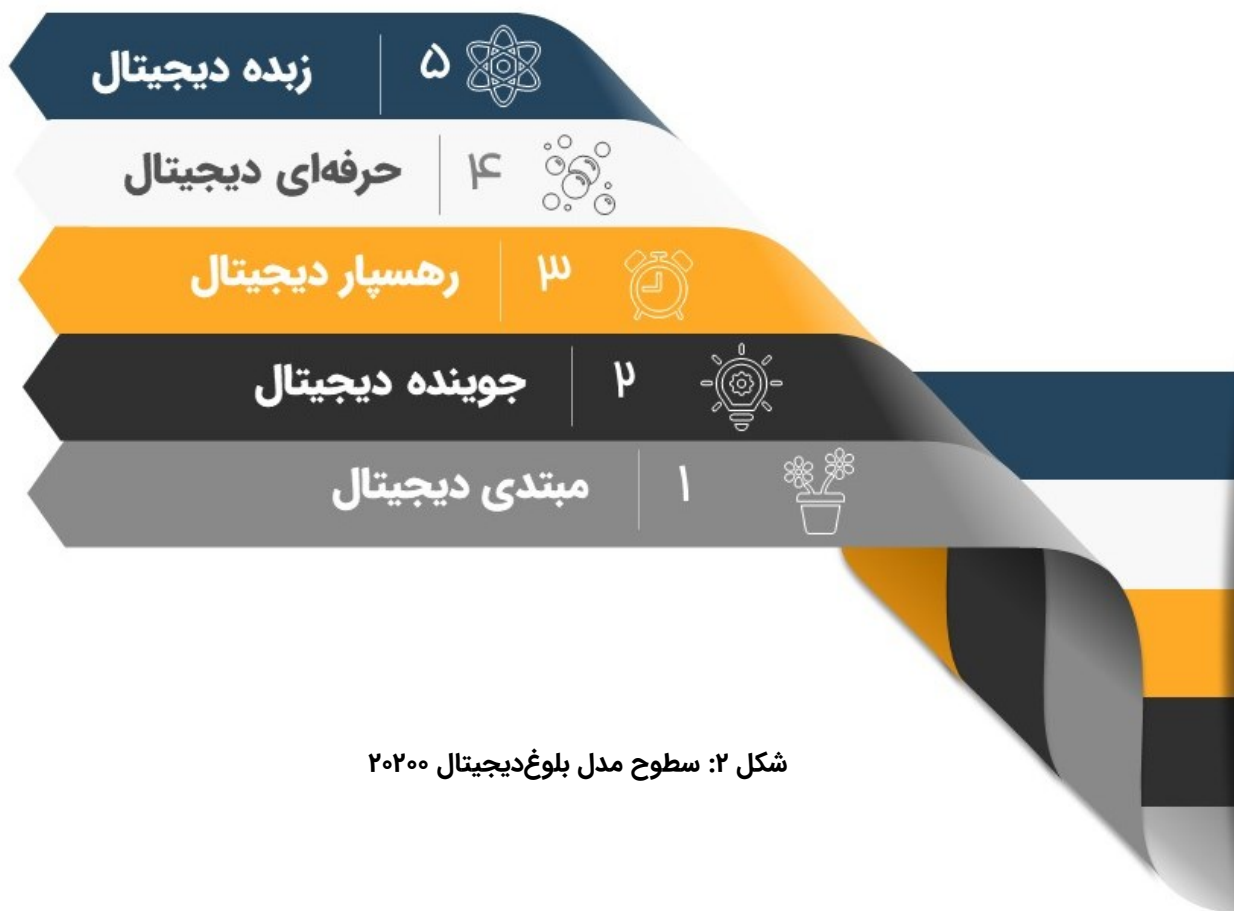 ۵ زبده دیجیتال
۴ حرفه‌ای دیجیتال
۳ رهسپار دیجیتال
۲ جوینده دیجیتال
۱ مبتدی دیجیتال
شکل ۲: سطوح مدل بلوغ‌دیجیتال ۲۰۲۰۰